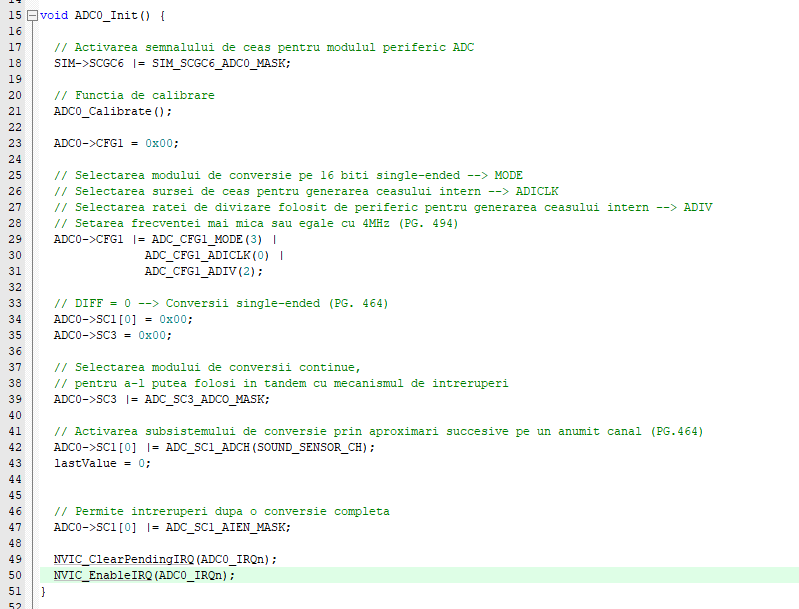 14
15 void ADC0_Init() {
16
17 // Activarea semnalului de ceas pentru modulul periferic ADC
18 SIM->SCGC6 |= SIM_SCGC6_ADC0_MASK;
19
20 // Functia de calibrare
21 ADC0_Calibrate();
22
23 ADC0->CFG1 = 0x00;
24
25 // Selectarea modului de conversie pe 16 biti single-ended --> MODE
26 // Selectarea sursei de ceas pentru generarea ceasului intern --> ADICLK
27 // Selectarea ratei de divizare folosit de periferic pentru generarea ceasului intern --> ADIV
28 // Setarea frecventei mai mica sau egale cu 4MHz (PG. 494)
29 ADC0->CFG1 |= ADC_CFG1_MODE(3) |
30 ADC_CFG1_ADICLK(0) |
31 ADC_CFG1_ADIV(2);
32
33 // DIFF = 0 --> Conversii single-ended (PG. 464)
34 ADC0->SC1[0] = 0x00;
35 ADC0->SC3 = 0x00;
36
37 // Selectarea modului de conversii continue,
38 // pentru a-l putea folosi in tandem cu mecanismul de intreruperi
39 ADC0->SC3 |= ADC_SC3_ADCO_MASK;
40
41 // Activarea subsistemului de conversie prin aproximari succesive pe un anumit canal (PG.464)
42 ADC0->SC1[0] |= ADC_SC1_ADCH(SOUND_SENSOR_CH);
43 lastValue = 0;
44
45
46 // Permite intreruperi dupa o conversie completa
47 ADC0->SC1[0] |= ADC_SC1_AIEN_MASK;
48
49 NVIC_ClearPendingIRQ(ADC0_IRQn);
50 NVIC_EnableIRQ(ADC0_IRQn);
51 }
52